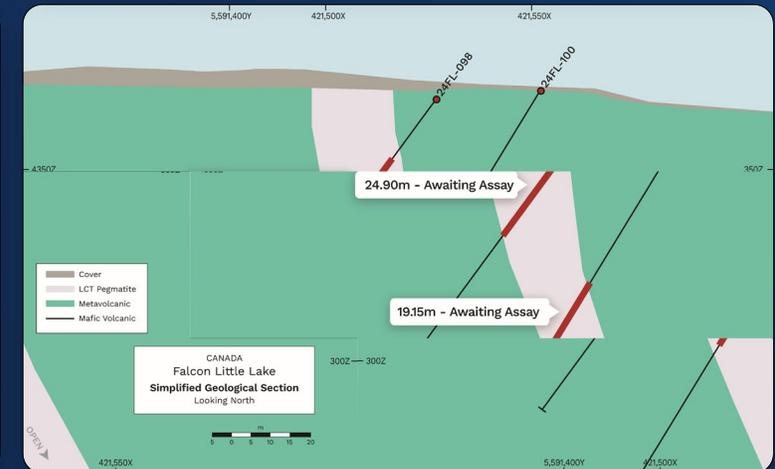 5,591,400Y 421,500X 421,550X
24FL-098 24FL-100
4350Z 350Z
24.90m - Awaiting Assay
19.15m - Awaiting Assay
Cover
LCT Pegmatite
Metavolcanic
Mafic Volcanic
CANADA
Falcon Little Lake
Simplified Geological Section
Looking North
300Z 300Z
m
5 0 5 10 15 20
OPEN
421,550X 5,591,400Y 421,500X